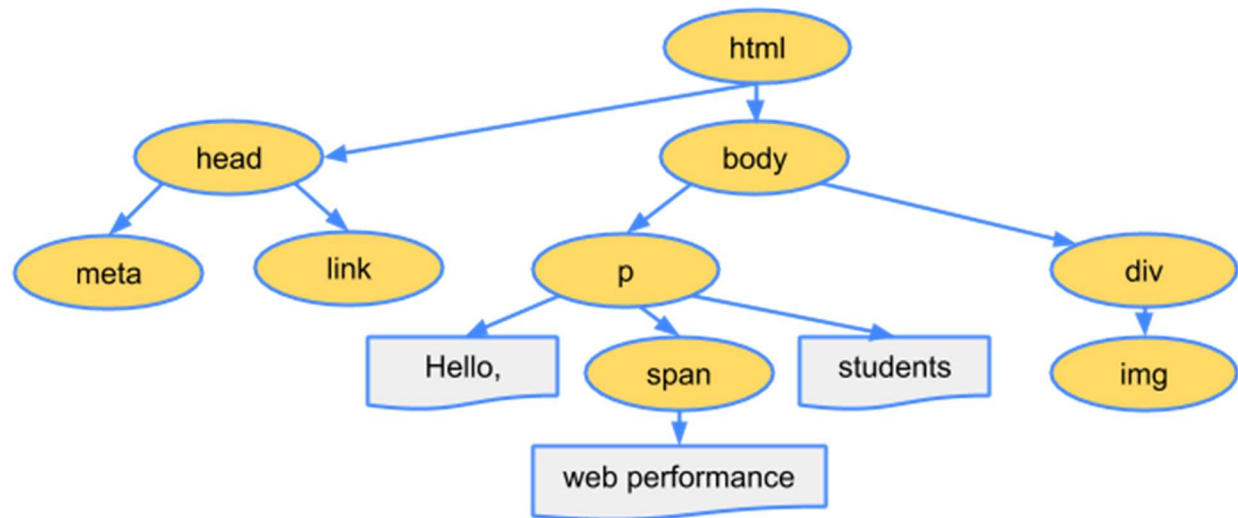 html
head
body
meta
link
p
div
Hello,
span
students
img
web performance